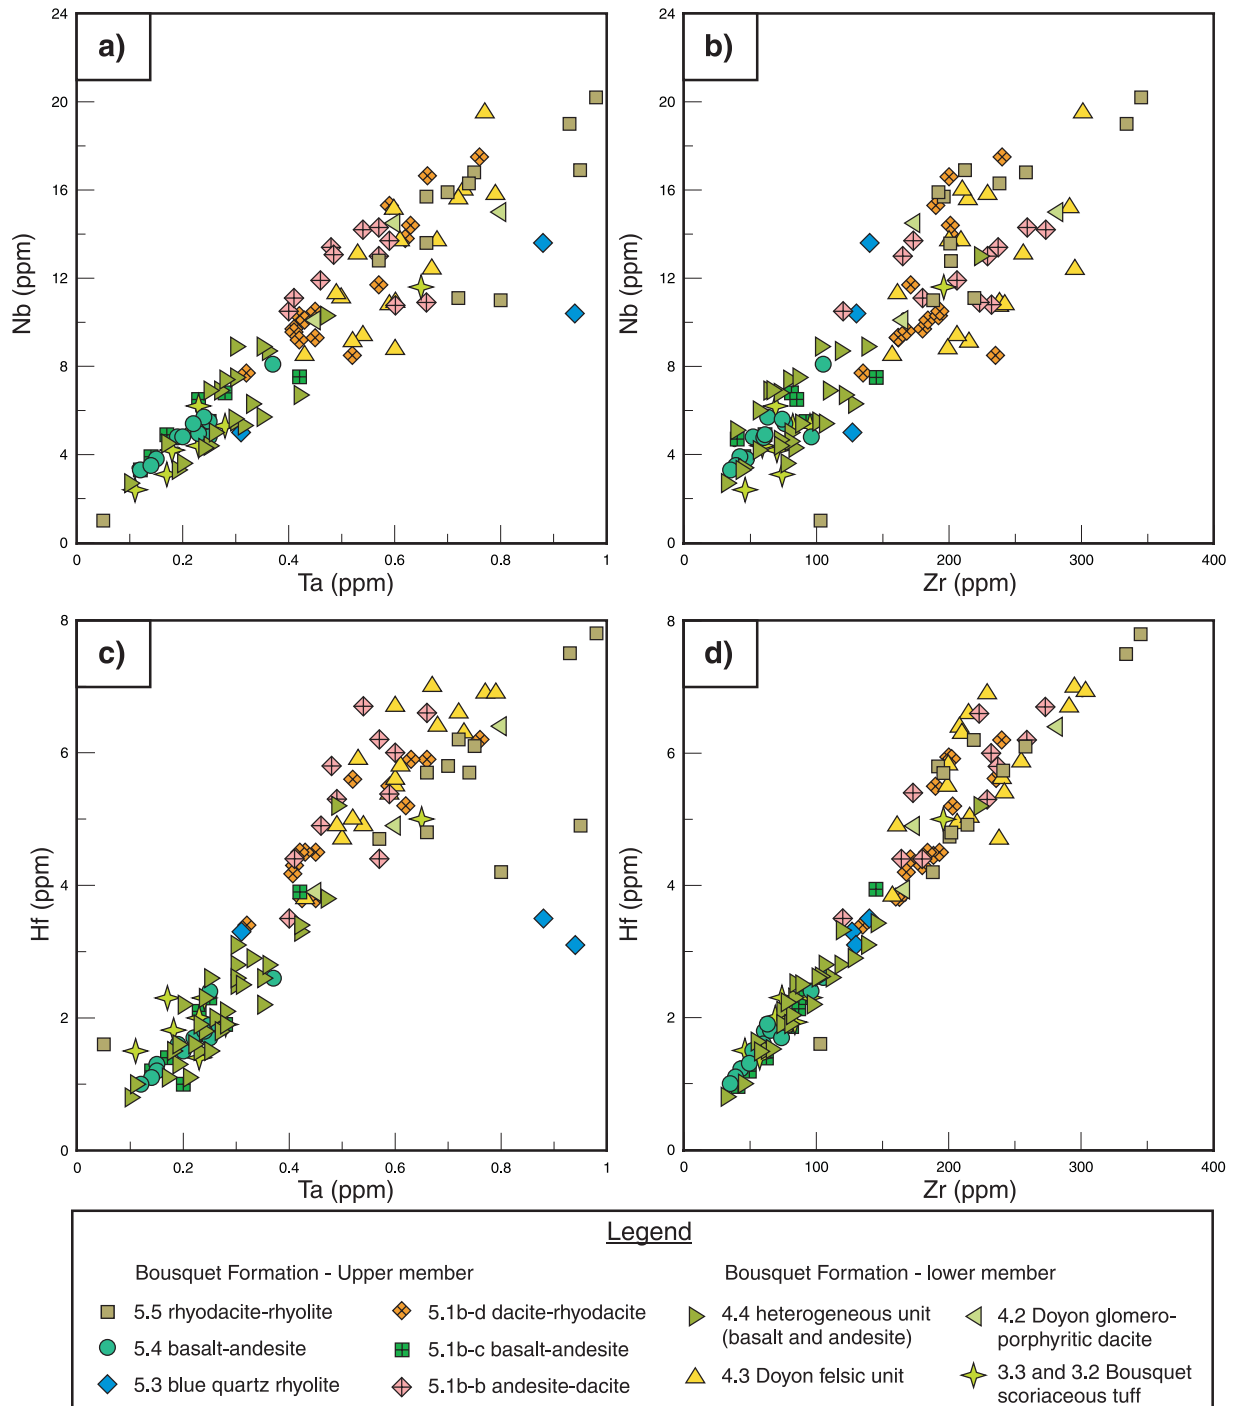 a)
24
20
16
12
8
4
0
Nb (ppm)
0.2
0.4
0.6
0.8
1
Ta (ppm)
b)
24
20
16
12
8
4
0
Nb (ppm)
0
100
200
300
400
Zr (ppm)
c)
8
6
4
2
0
Hf (ppm)
0.2
0.4
0.6
0.8
1
Ta (ppm)
d)
8
6
4
2
0
Hf (ppm)
0
100
200
300
400
Zr (ppm)
Legend
Bousquet Formation - Upper member
5.5 rhyodacite-rhyolite
5.4 basalt-andesite
5.3 blue quartz rhyolite
5.1b-d dacite-rhyodacite
5.1b-c basalt-andesite
5.1b-b andesite-dacite
Bousquet Formation - lower member
4.4 heterogeneous unit
(basalt and andesite)
4.3 Doyon felsic unit
4.2 Doyon glomero-
porphyritic dacite
3.3 and 3.2 Bousquet
scoriaceous tuff